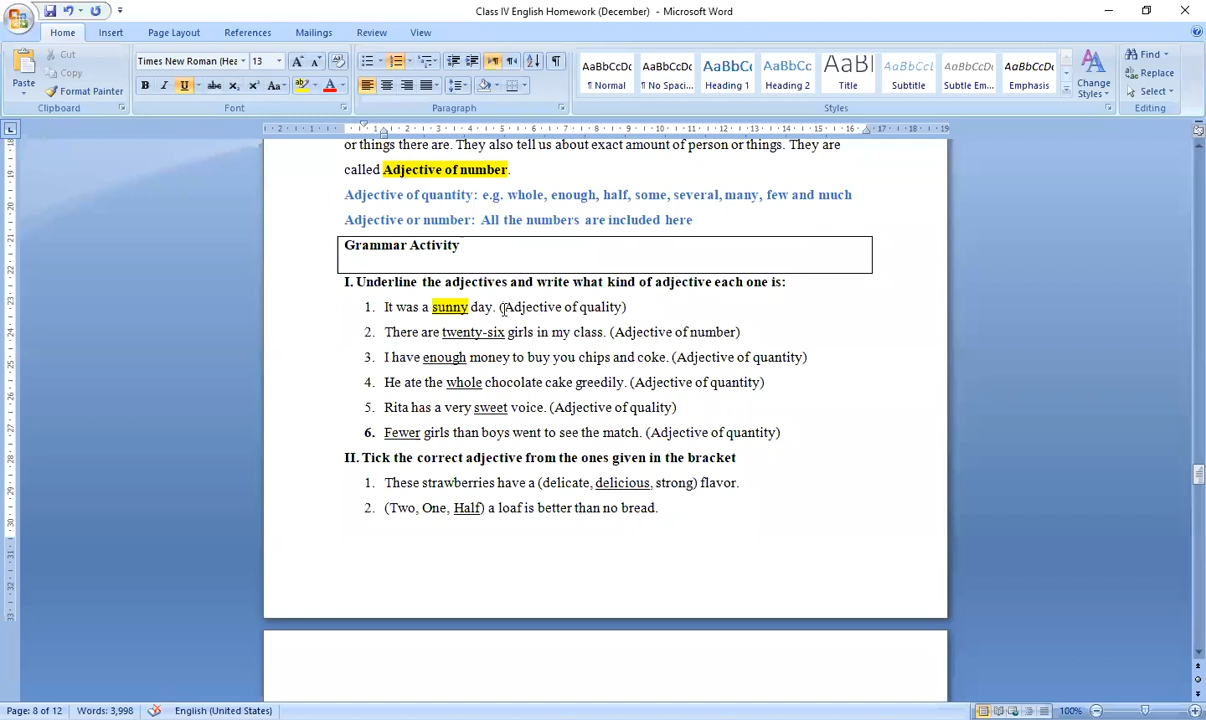 Class IV English Homework (December) - Microsoft Word
Home Insert Page Layout References Mailings Review View
Cut
Copy
Format Painter
Paste
Clipboard
Times New Roman (Hea 13
Font
Paragraph
AaBbCcDc AaBbCcDc AaBbCc AaBbCc AaBl AaBbCcDc AaBbCcDc AaBbCcDc
¶ Normal ¶ No Spaci... Heading 1 Heading 2 Title Subtitle Subtle Em... Emphasis
Change Styles
Styles
Find
Replace
Select
Editing
or things there are. They also tell us about exact amount of person or things. They are
called Adjective of number.
Adjective of quantity: e.g. whole, enough, half, some, several, many, few and much
Adjective or number: All the numbers are included here
Grammar Activity
I. Underline the adjectives and write what kind of adjective each one is:
1. It was a sunny day. (Adjective of quality)
2. There are twenty-six girls in my class. (Adjective of number)
3. I have enough money to buy you chips and coke. (Adjective of quantity)
4. He ate the whole chocolate cake greedily. (Adjective of quantity)
5. Rita has a very sweet voice. (Adjective of quality)
6. Fewer girls than boys went to see the match. (Adjective of quantity)
II. Tick the correct adjective from the ones given in the bracket
1. These strawberries have a (delicate, delicious, strong) flavor.
2. (Two, One, Half) a loaf is better than no bread.
Page: 8 of 12 Words: 3,998 English (United States) 100%